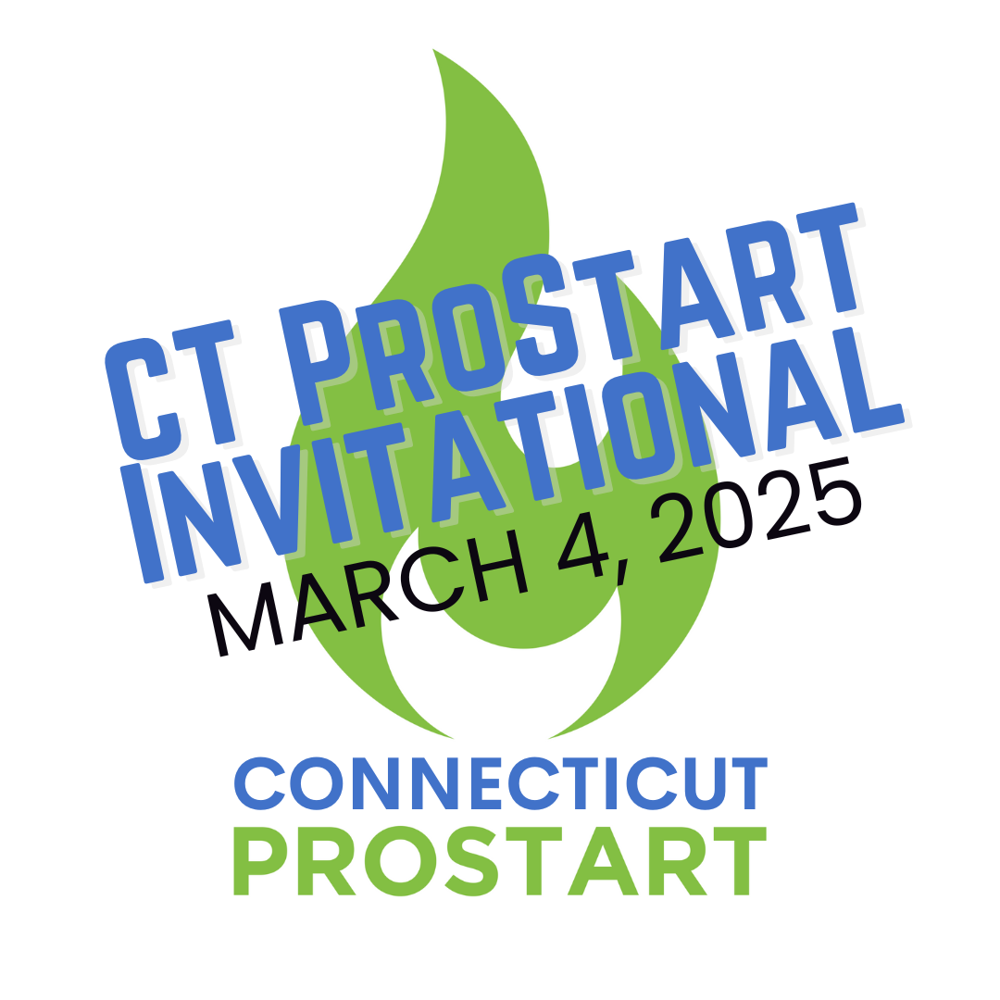 CT PROSTART
INVITATIONAL
MARCH 4, 2025
CONNECTICUT
PROSTART